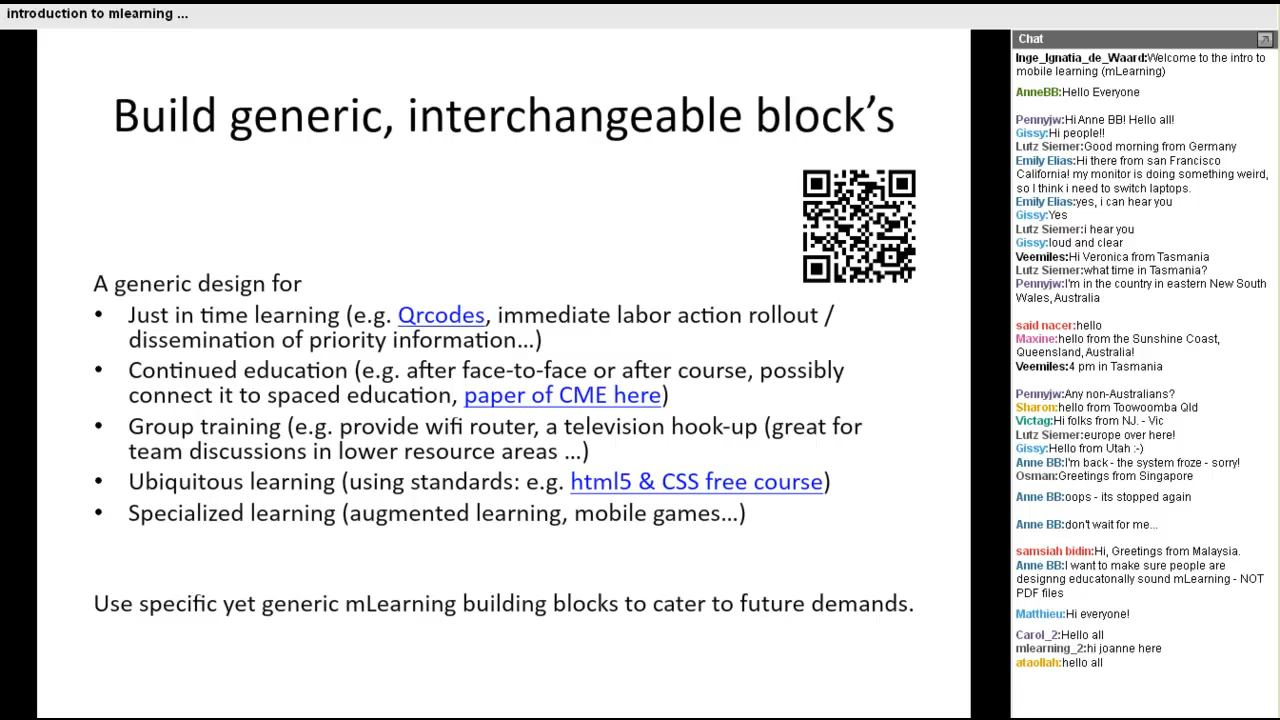 introduction to mlearning ...
Build generic, interchangeable block’s
A generic design for
• Just in time learning (e.g. Qrcodes, immediate labor action rollout /
dissemination of priority information…)
• Continued education (e.g. after face-to-face or after course, possibly
connect it to spaced education, paper of CME here)
• Group training (e.g. provide wifi router, a television hook-up (great for
team discussions in lower resource areas …)
• Ubiquitous learning (using standards: e.g. html5 & CSS free course)
• Specialized learning (augmented learning, mobile games…)
Use specific yet generic mLearning building blocks to cater to future demands.
Chat
Inge_Ignatia_de_Waard:Welcome to the intro to
mobile learning (mLearning)
AnneBB:Hello Everyone
Pennyjw:Hi Anne BB! Hello all!
Gissy:Hi people!!
Lutz Siemer:Good morning from Germany
Emily Elias:Hi there from san Francisco
California! my monitor is doing something weird,
so I think i need to switch laptops.
Emily Elias:yes, i can hear you
Gissy:Yes
Lutz Siemer:i hear you
Gissy:loud and clear
Veemiles:Hi Veronica from Tasmania
Lutz Siemer:what time in Tasmania?
Pennyjw:I'm in the country in eastern New South
Wales, Australia
said nacer:hello
Maxine:hello from the Sunshine Coast,
Queensland, Australia!
Veemiles:4 pm in Tasmania
Pennyjw:Any non-Australians?
Sharon:hello from Toowoomba Qld
Victag:Hi folks from NJ. - Vic
Lutz Siemer:europe over here!
Gissy:Hello from Utah :-)
Anne BB:I'm back - the system froze - sorry!
Osman:Greetings from Singapore
Anne BB:oops - its stopped again
Anne BB:don't wait for me...
samsiah bidin:Hi, Greetings from Malaysia.
Anne BB:I want to make sure people are
designng educatonally sound mLearning - NOT
PDF files
Matthieu:Hi everyone!
Carol_2:Hello all
mlearning_2:hi joanne here
ataollah:hello all